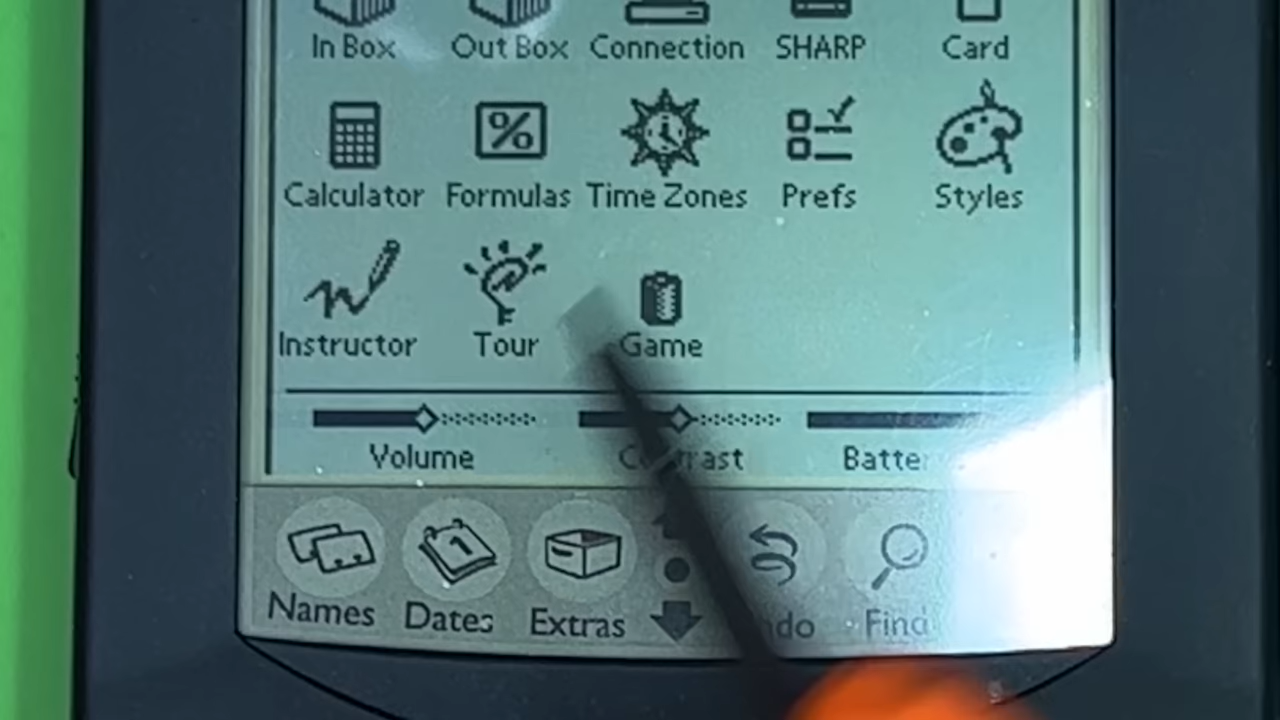 In Box Out Box Connection SHARP Card
Calculator Formulas Time Zones Prefs Styles
Instructor Tour Game
Volume
Names Dates Extras Find